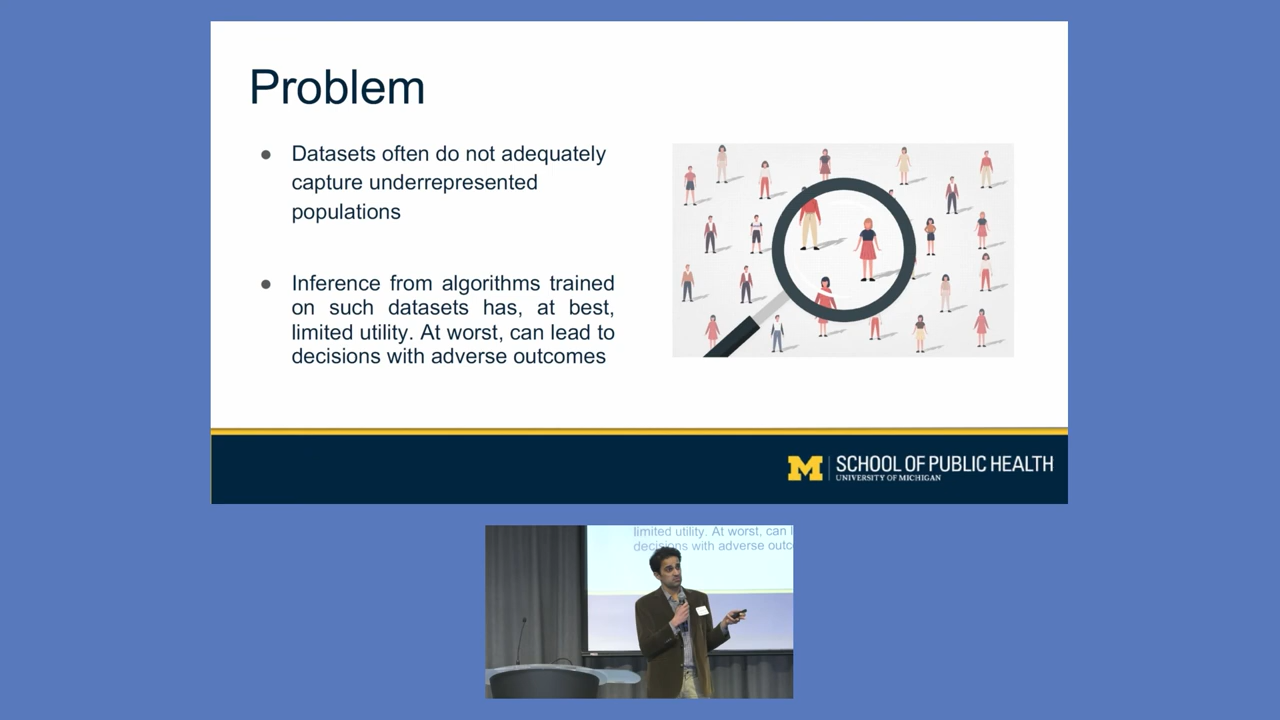 Problem
● Datasets often do not adequately
capture underrepresented
populations
● Inference from algorithms trained
on such datasets has, at best,
limited utility. At worst, can lead to
decisions with adverse outcomes
M SCHOOL OF PUBLIC HEALTH
UNIVERSITY OF MICHIGAN
limited utility. At worst, can l
decisions with adverse outc